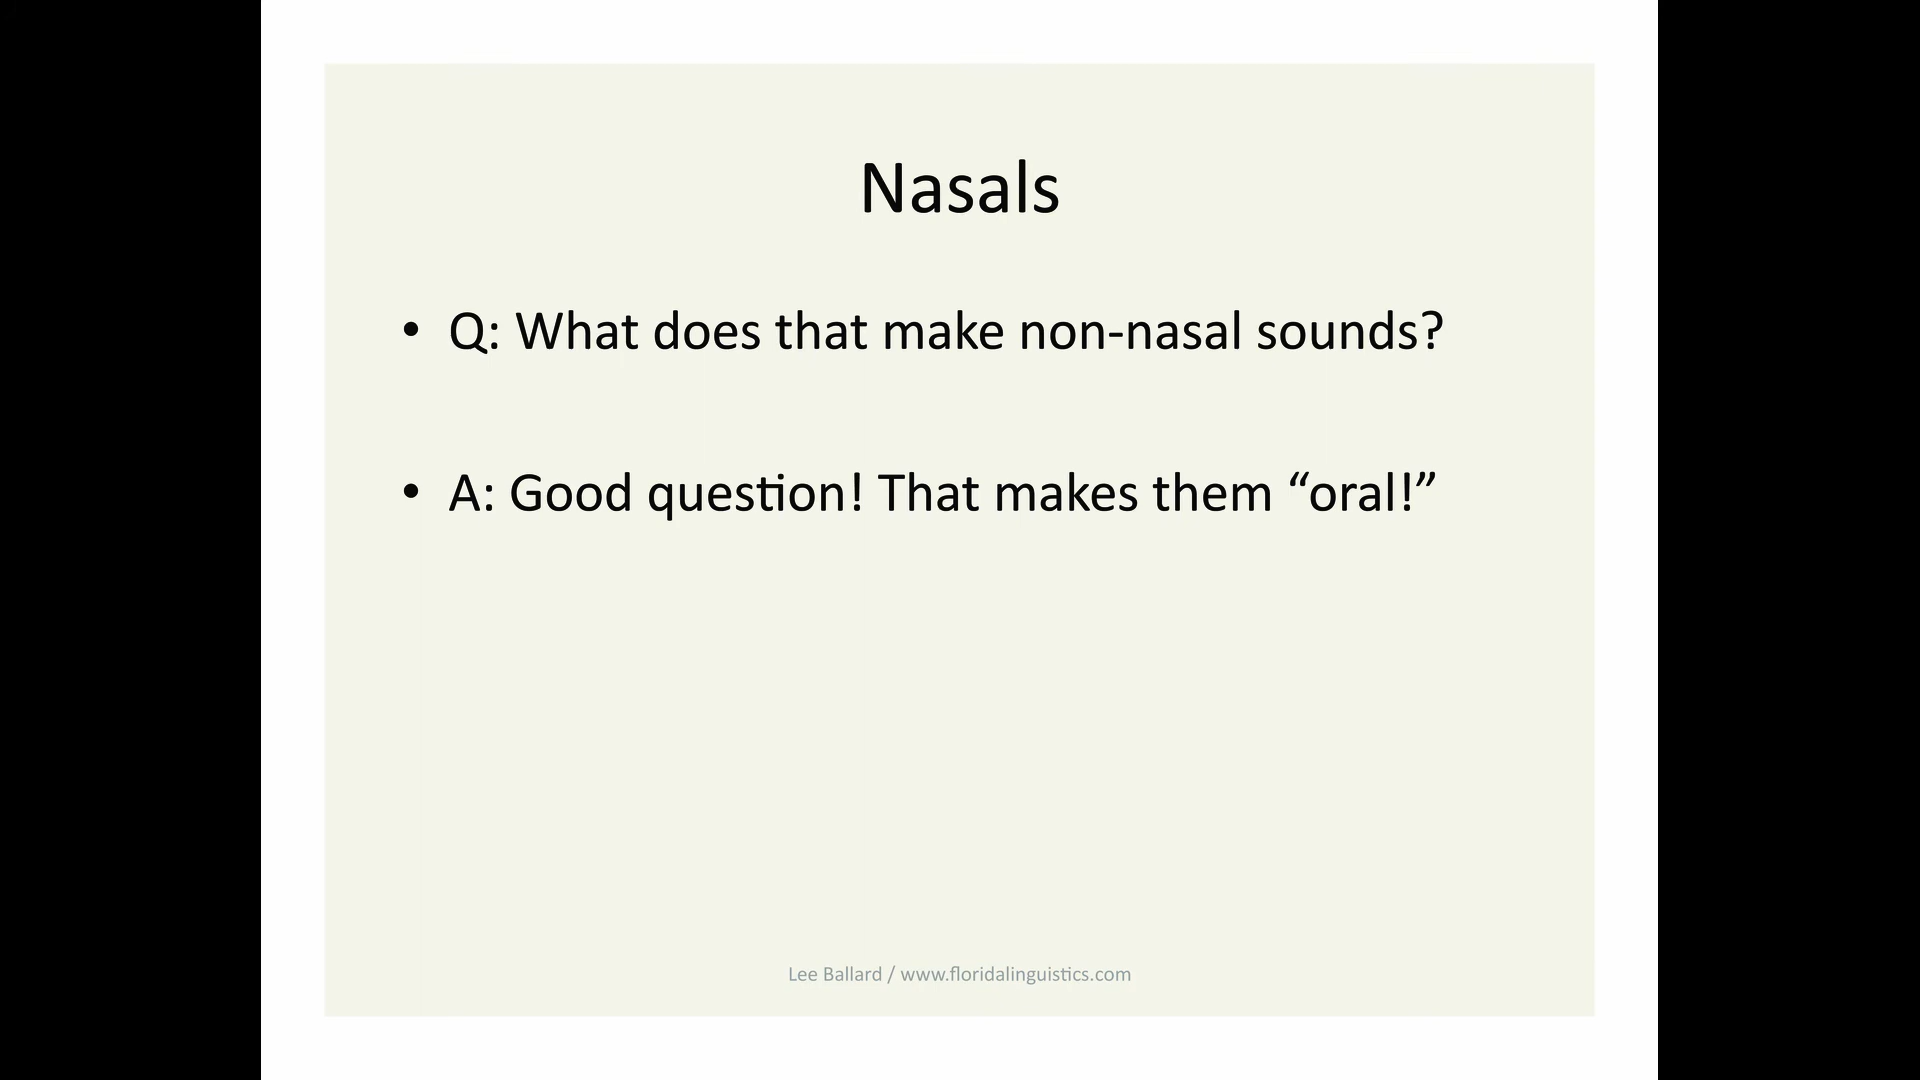 Nasals
• Q: What does that make non-nasal sounds?
• A: Good question! That makes them “oral!”
Lee Ballard / www.floridalinguistics.com